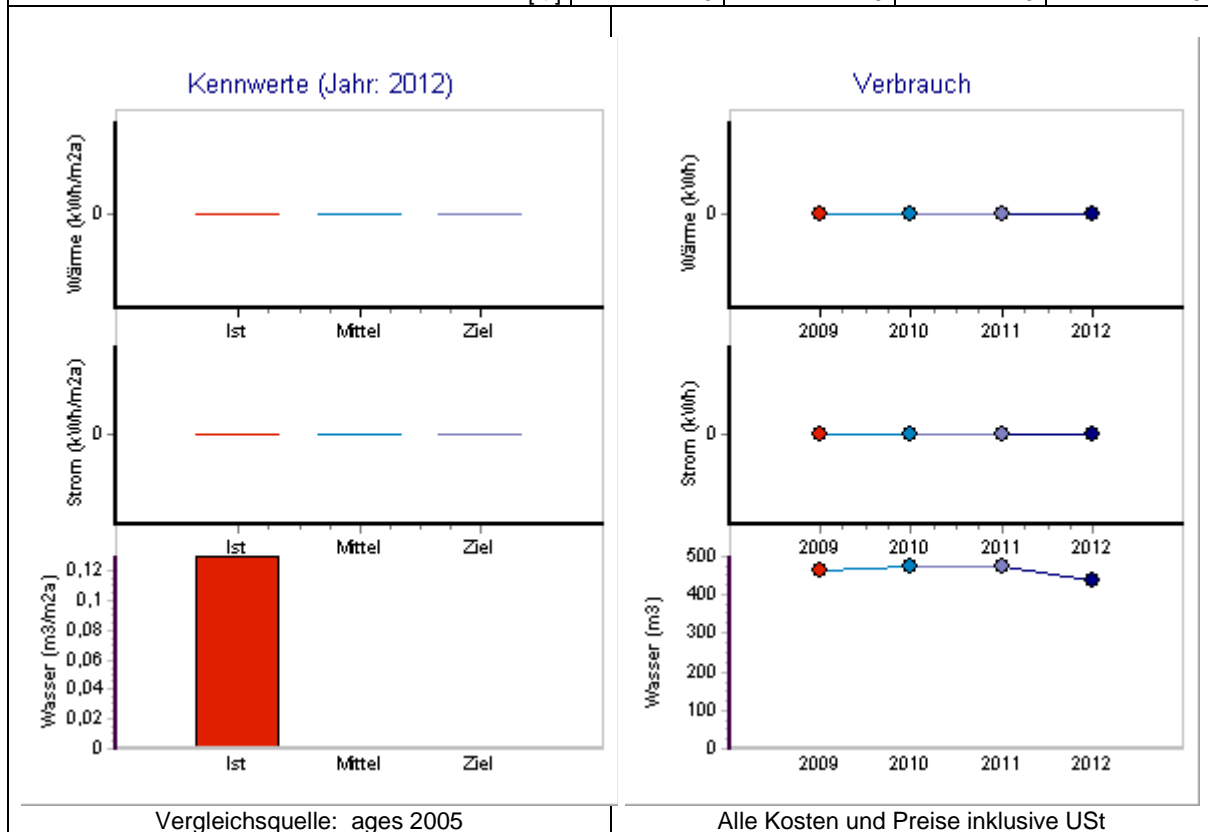 Kennwerte (Jahr: 2012)
Wärme (kWh/m2a)
0
Ist Mittel Ziel
Strom (kWh/m2a)
0
Ist Mittel Ziel
Wasser (m3/m2a)
0,12
0,1
0,08
0,06
0,04
0,02
0
Ist Mittel Ziel
Vergleichsquelle: ages 2005
Verbrauch
Wärme (kWh)
0
2009 2010 2011 2012
Strom (kWh)
0
2009 2010 2011 2012
Wasser (m3)
500
400
300
200
100
0
2009 2010 2011 2012
Alle Kosten und Preise inklusive USt